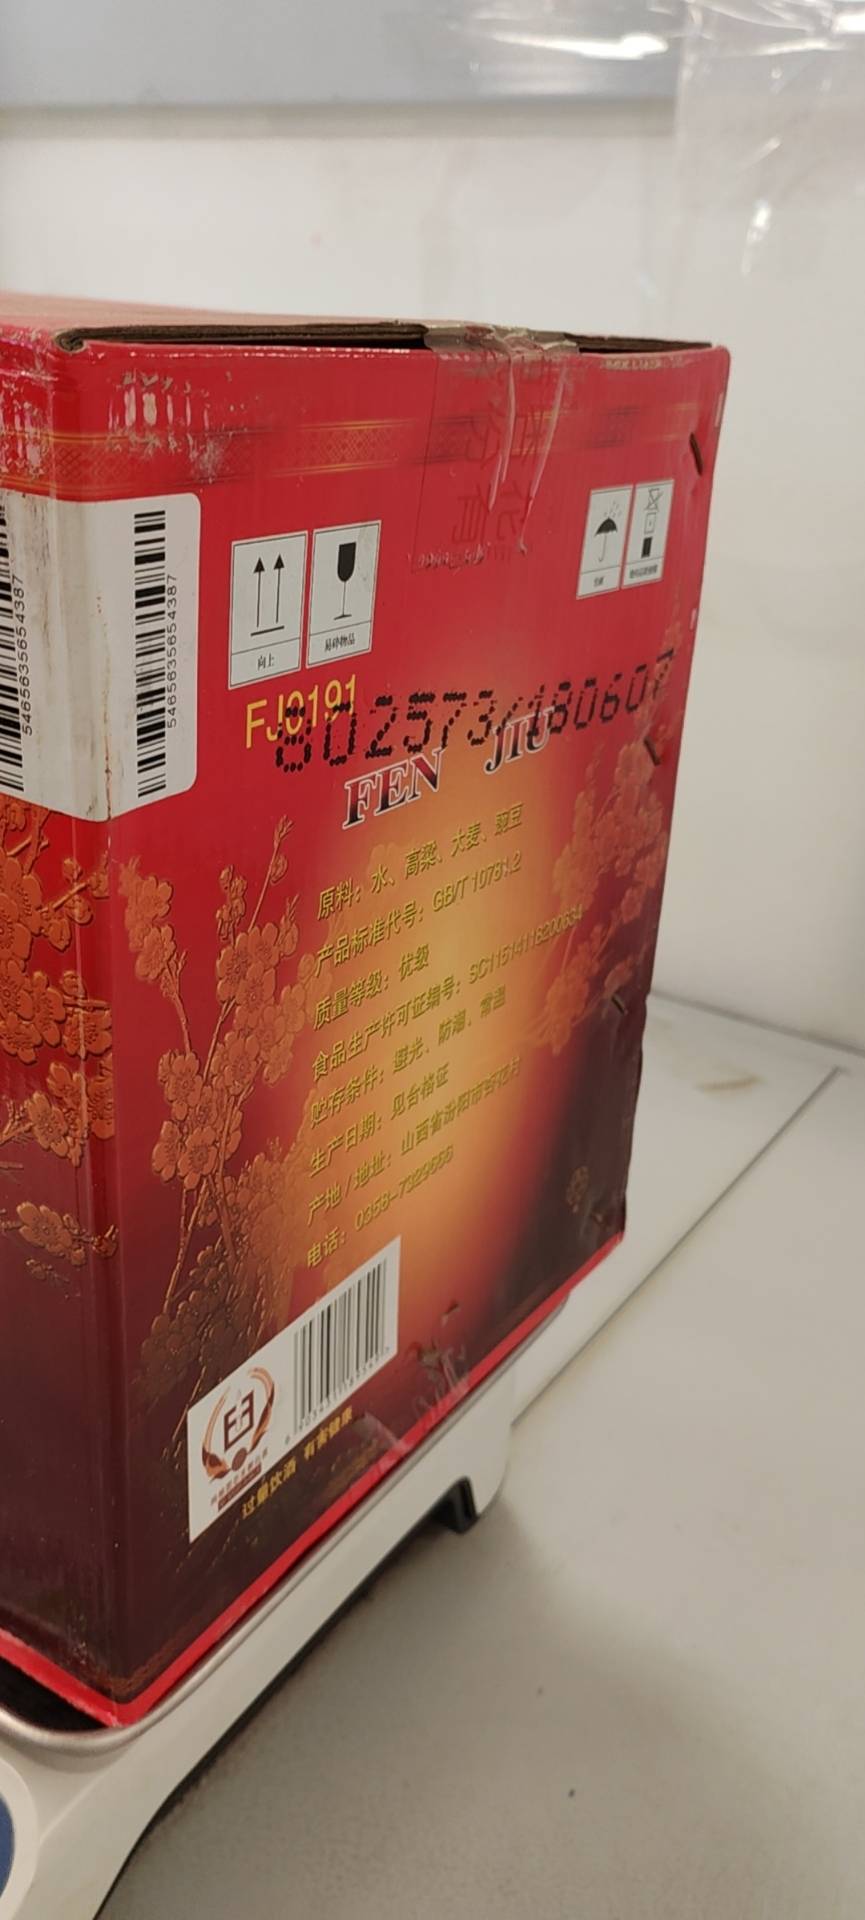 5465635654387
5465635654387
向上
易碎物品
FJ0191
802573/180607
FEN JIU
原料：水、高粱、大麦、豌豆
产品标准代号：GB/T 10781.2
质量等级：优级
食品生产许可证编号：SC11514118200634
贮存条件：避光、防潮、常温
生产日期：见合格证
产地/地址：山西省汾阳市杏花村
电话：0358-7329666
过量饮酒 有害健康